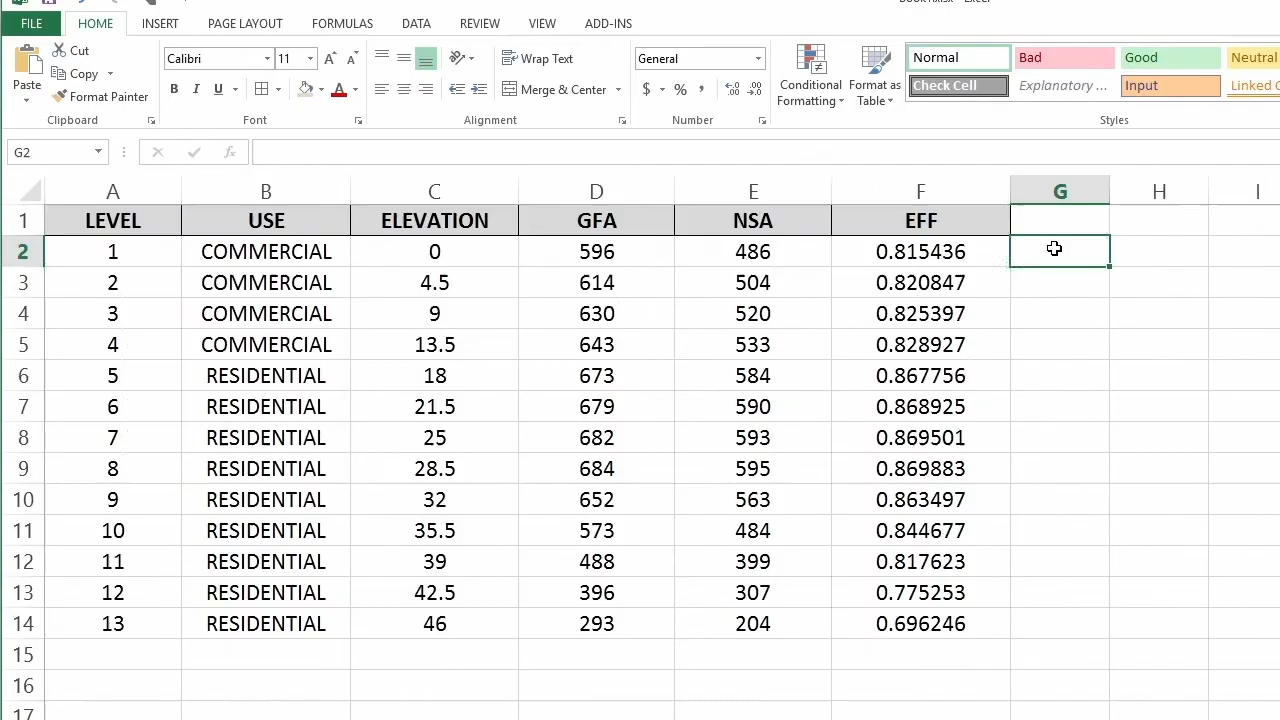 FILE HOME INSERT PAGE LAYOUT FORMULAS DATA REVIEW VIEW ADD-INS
Paste
Cut
Copy
Format Painter
Clipboard
Calibri 11
B I U A
Font
Wrap Text
Merge & Center
Alignment
General
$ % ,
Number
Conditional
Formatting
Format as
Table
Normal Bad Good Neutral
Check Cell Explanatory ... Input Linked C
Styles
G2 fx
A B C D E F G H I
1 LEVEL USE ELEVATION GFA NSA EFF
2 1 COMMERCIAL 0 596 486 0.815436
3 2 COMMERCIAL 4.5 614 504 0.820847
4 3 COMMERCIAL 9 630 520 0.825397
5 4 COMMERCIAL 13.5 643 533 0.828927
6 5 RESIDENTIAL 18 673 584 0.867756
7 6 RESIDENTIAL 21.5 679 590 0.868925
8 7 RESIDENTIAL 25 682 593 0.869501
9 8 RESIDENTIAL 28.5 684 595 0.869883
10 9 RESIDENTIAL 32 652 563 0.863497
11 10 RESIDENTIAL 35.5 573 484 0.844677
12 11 RESIDENTIAL 39 488 399 0.817623
13 12 RESIDENTIAL 42.5 396 307 0.775253
14 13 RESIDENTIAL 46 293 204 0.696246
15
16
17